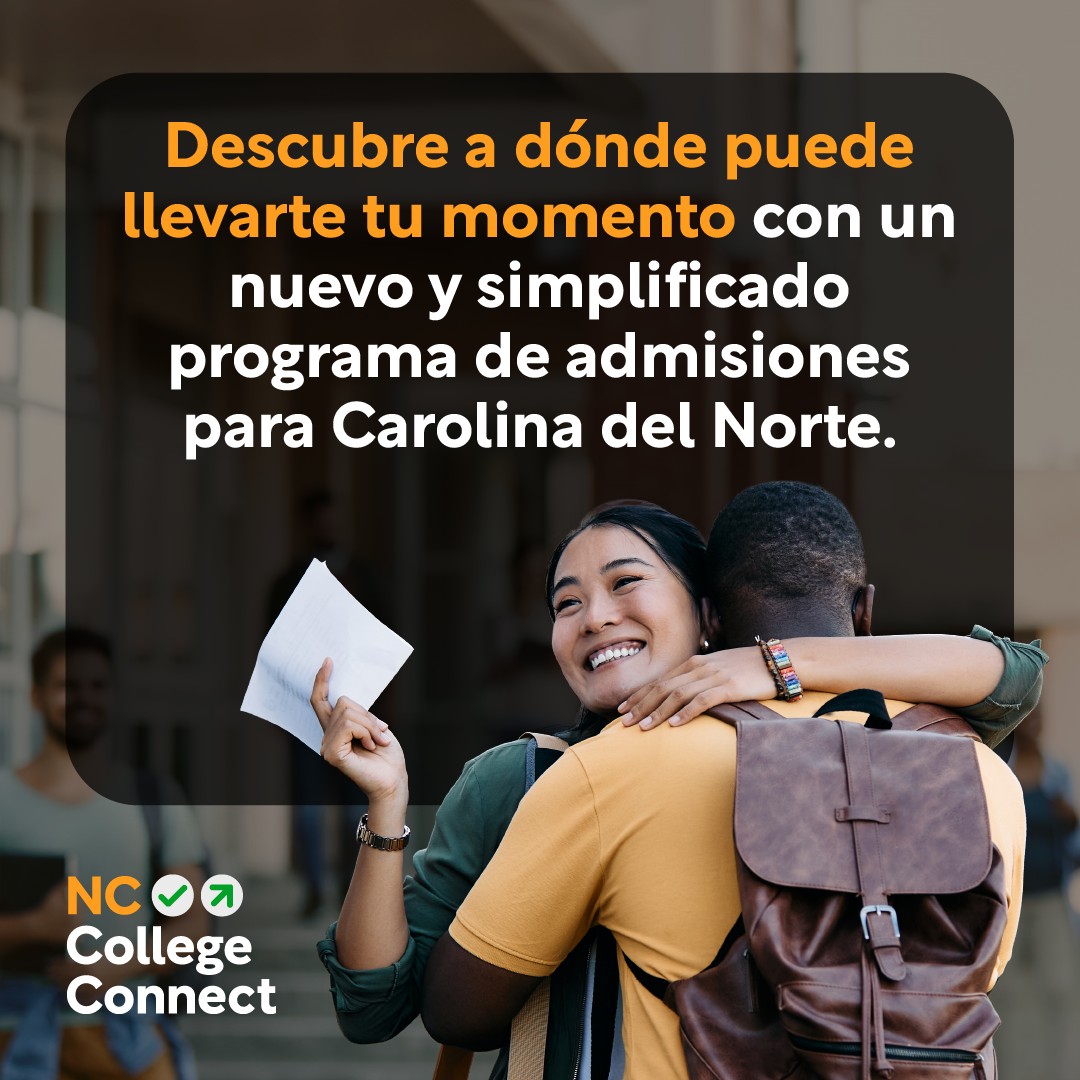 Descubre a dónde puede
llevarte tu momento con un
nuevo y simplificado
programa de admisiones
para Carolina del Norte.
NC
College
Connect